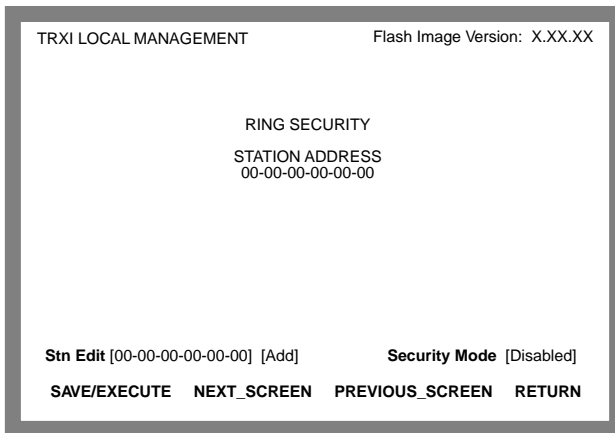 TRXI LOCAL MANAGEMENT Flash Image Version: X.XX.XX
RING SECURITY
STATION ADDRESS
00-00-00-00-00-00
Stn Edit [00-00-00-00-00-00] [Add] Security Mode [Disabled]
SAVE/EXECUTE NEXT_SCREEN PREVIOUS_SCREEN RETURN